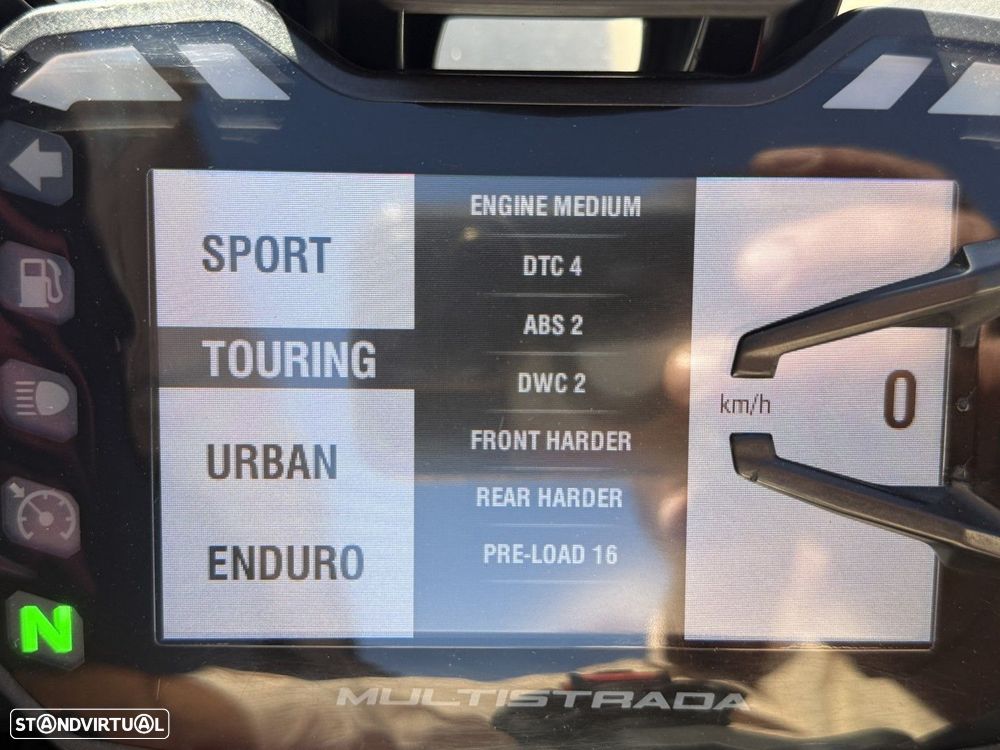 SPORT
TOURING
URBAN
ENDURO
ENGINE MEDIUM
DTC 4
ABS 2
DWC 2
FRONT HARDER
REAR HARDER
PRE-LOAD 16
km/h
0
N
MULTISTRADA
STANDVIRTUAL